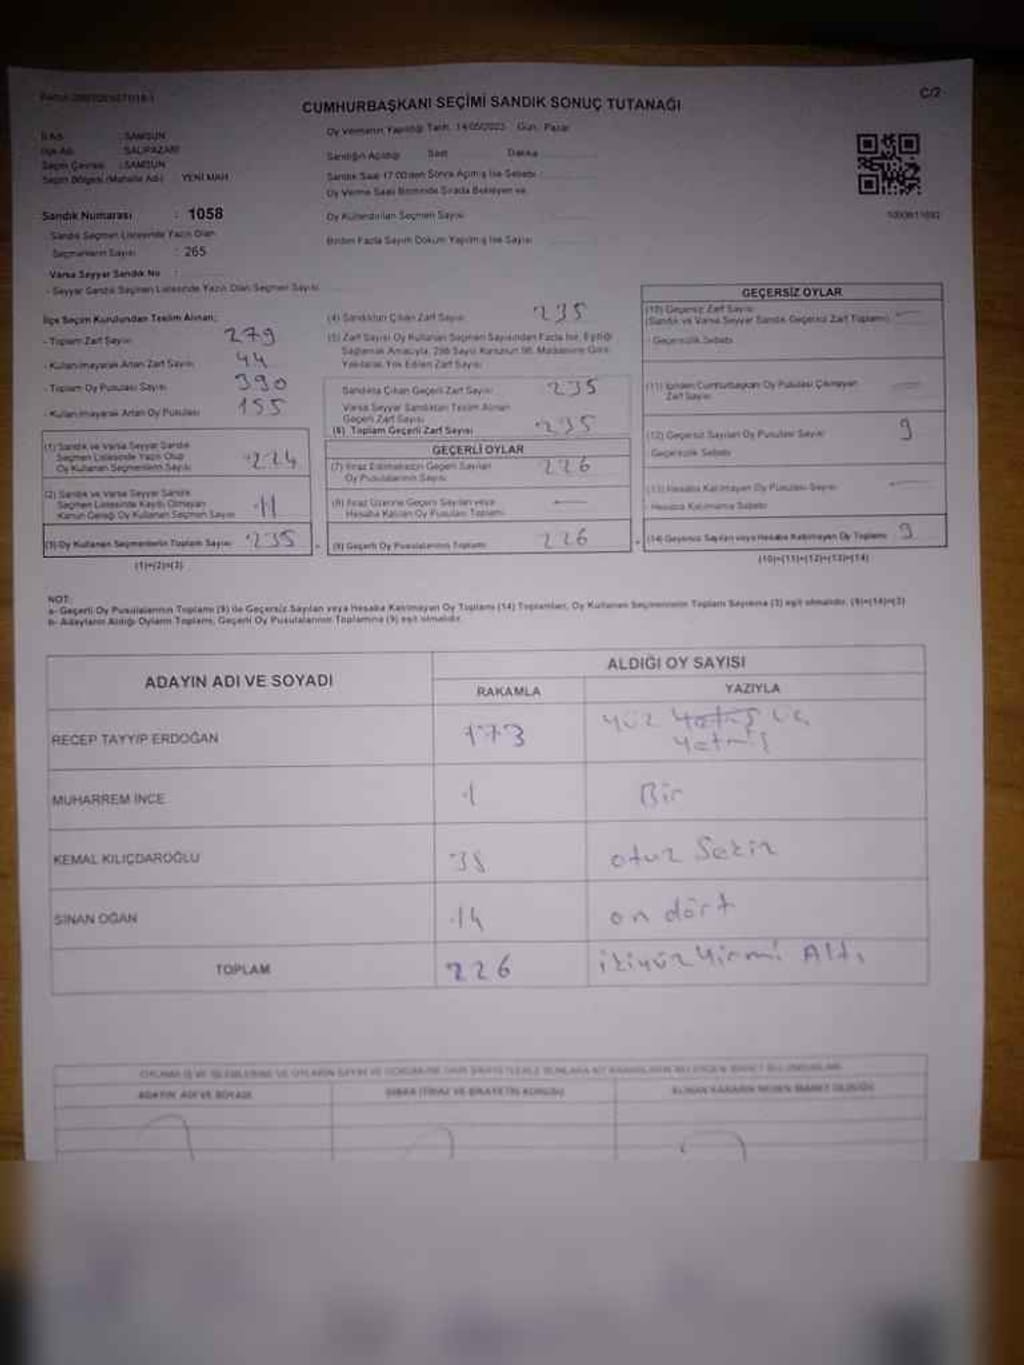 C/2
CUMHURBAŞKANI SEÇİMİ SANDIK SONUÇ TUTANAĞI
İl Adı : SAMSUN
İlçe Adı : SALIPAZARI
Seçim Çevresi : SAMSUN
Seçim Bölgesi (Mahalle Adı) YENİ MAH
Sandık Numarası : 1058
- Sandık Seçmen Listesinde Yazılı Olan
Seçmenlerin Sayısı : 265
- Varsa Seyyar Sandık No :
- Seyyar Sandık Seçmen Listesinde Yazılı Olan Seçmen Sayısı
Oy Vermenin Yapıldığı Tarih: 14/05/2023 Gün: Pazar
Sandığın Açıldığı Saat Dakika
Sandık Saat 17:00'den Sonra Açılmış İse Sebebi :
Oy Verme Saati Bitiminde Sırada Bekleyen ve
Oy Kullandırılan Seçmen Sayısı
Birden Fazla Sayım Döküm Yapılmış İse Sayısı
İlçe Seçim Kurulundan Teslim Alınan;
- Toplam Zarf Sayısı 279
- Kullanılmayarak Artan Zarf Sayısı 44
- Toplam Oy Pusulası Sayısı 390
- Kullanılmayarak Artan Oy Pusulası 155
(1) Sandık ve Varsa Seyyar Sandık
Seçmen Listesinde Yazılı Olup
Oy Kullanan Seçmenlerin Sayısı 224
(2) Sandık ve Varsa Seyyar Sandık
Seçmen Listesinde Kayıtlı Olmayan
Kanun Gereği Oy Kullanan Seçmen Sayısı 11
(3) Oy Kullanan Seçmenlerin Toplam Sayısı 235
(1)+(2)=(3)
(4) Sandıktan Çıkan Zarf Sayısı 235
(5) Zarf Sayısı Oy Kullanan Seçmen Sayısından Fazla İse, Eşitliği
Sağlamak Amacıyla, 298 Sayılı Kanunun 98. Maddesine Göre
Yakılarak Yok Edilen Zarf Sayısı
Sandıkta Çıkan Geçerli Zarf Sayısı 235
Varsa Seyyar Sandıktan Teslim Alınan
Geçerli Zarf Sayısı
(6) Toplam Geçerli Zarf Sayısı 235
GEÇERLİ OYLAR
(7) İtiraz Edilmeksizin Geçerli Sayılan
Oy Pusulalarının Sayısı 226
(8) İtiraz Üzerine Geçerli Sayılan veya
Hesaba Katılan Oy Pusulası Toplamı —
(9) Geçerli Oy Pusulalarının Toplamı 226
GEÇERSİZ OYLAR
(10) Geçersiz Zarf Sayısı
(Sandık ve Varsa Seyyar Sandık Geçersiz Zarf Toplamı) —
- Geçersizlik Sebebi
(11) İçinden Cumhurbaşkanı Oy Pusulası Çıkmayan
Zarf Sayısı —
(12) Geçersiz Sayılan Oy Pusulası Sayısı 9
Geçersizlik Sebebi
(13) Hesaba Katılmayan Oy Pusulası Sayısı —
- Hesaba Katılmama Sebebi
(14) Geçersiz Sayılan veya Hesaba Katılmayan Oy Toplamı 9
(10)+(11)+(12)+(13)=(14)
NOT:
a- Geçerli Oy Pusulalarının Toplamı (9) ile Geçersiz Sayılan veya Hesaba Katılmayan Oy Toplamı (14) Toplamları, Oy Kullanan Seçmenlerin Toplam Sayısına (3) eşit olmalıdır. (9)+(14)=(3)
b- Adayların Aldığı Oyların Toplamı, Geçerli Oy Pusulalarının Toplamına (9) eşit olmalıdır.
ADAYIN ADI VE SOYADI ALDIĞI OY SAYISI
RAKAMLA YAZIYLA
RECEP TAYYİP ERDOĞAN 173 yüz yetmiş üç
yetmiş
MUHARREM İNCE 1 Bir
KEMAL KILIÇDAROĞLU 38 otuz Sekiz
SİNAN OĞAN 14 on dört
TOPLAM 226 ikiyüz yirmi Altı
ADAYIN ADI VE SOYADI